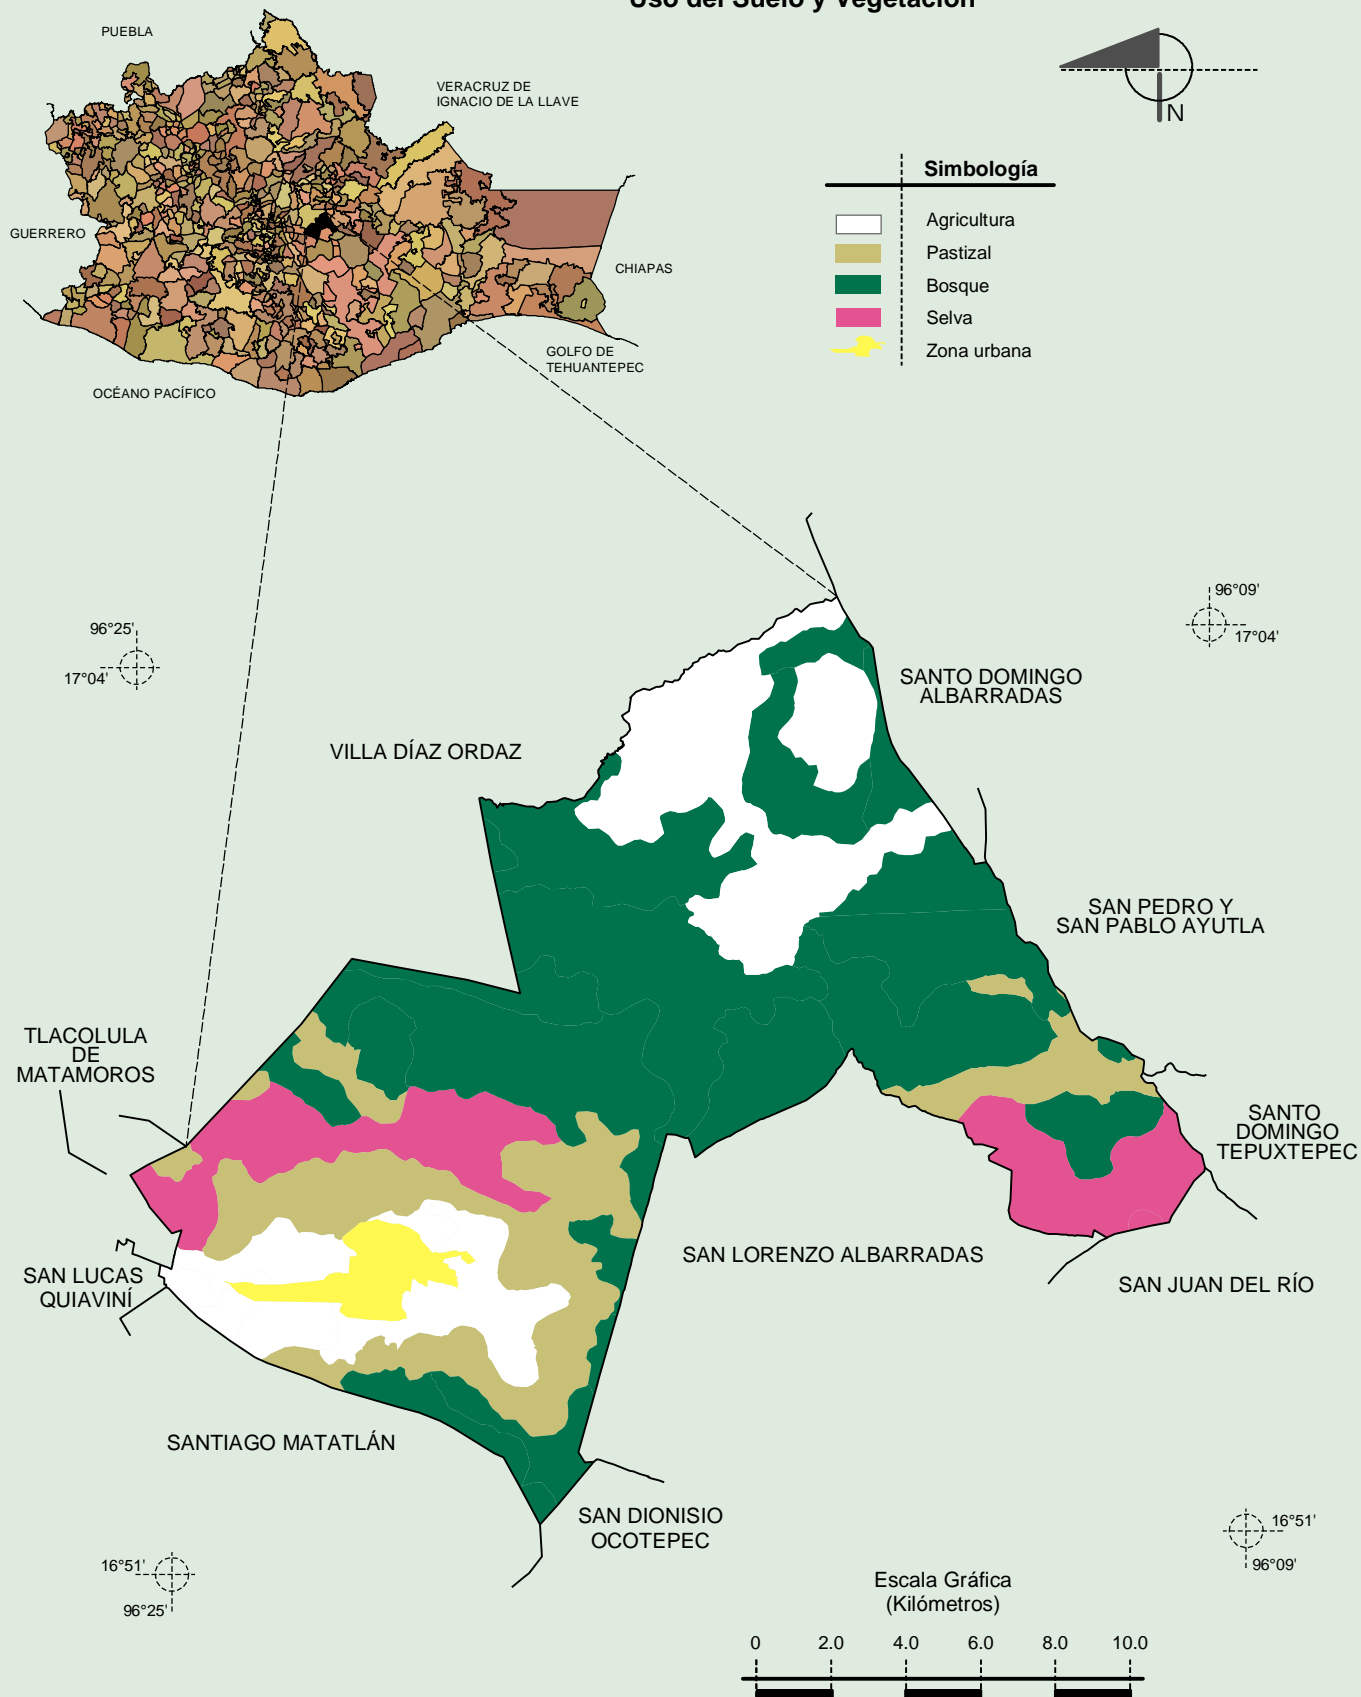 Uso del Suelo y Vegetación
PUEBLA
VERACRUZ DE
IGNACIO DE LA LLAVE
GUERRERO
CHIAPAS
GOLFO DE
TEHUANTEPEC
OCÉANO PACÍFICO
N
Simbología
Agricultura
Pastizal
Bosque
Selva
Zona urbana
96°25'
17°04'
96°09'
17°04'
SANTO DOMINGO
ALBARRADAS
VILLA DÍAZ ORDAZ
SAN PEDRO Y
SAN PABLO AYUTLA
TLACOLULA
DE
MATAMOROS
SANTO
DOMINGO
TEPUXTEPEC
SAN LORENZO ALBARRADAS
SAN JUAN DEL RÍO
SAN LUCAS
QUIAVINÍ
SANTIAGO MATATLÁN
SAN DIONISIO
OCOTEPEC
16°51'
96°25'
16°51'
96°09'
Escala Gráfica
(Kilómetros)
0 2.0 4.0 6.0 8.0 10.0